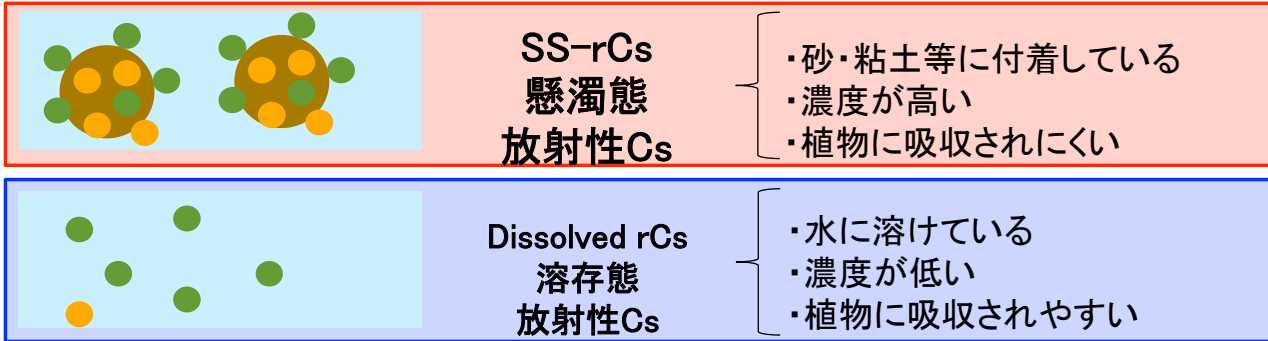 SS-rCs
懸濁態
放射性Cs
・砂・粘土等に付着している
・濃度が高い
・植物に吸収されにくい
Dissolved rCs
溶存態
放射性Cs
・水に溶けている
・濃度が低い
・植物に吸収されやすい